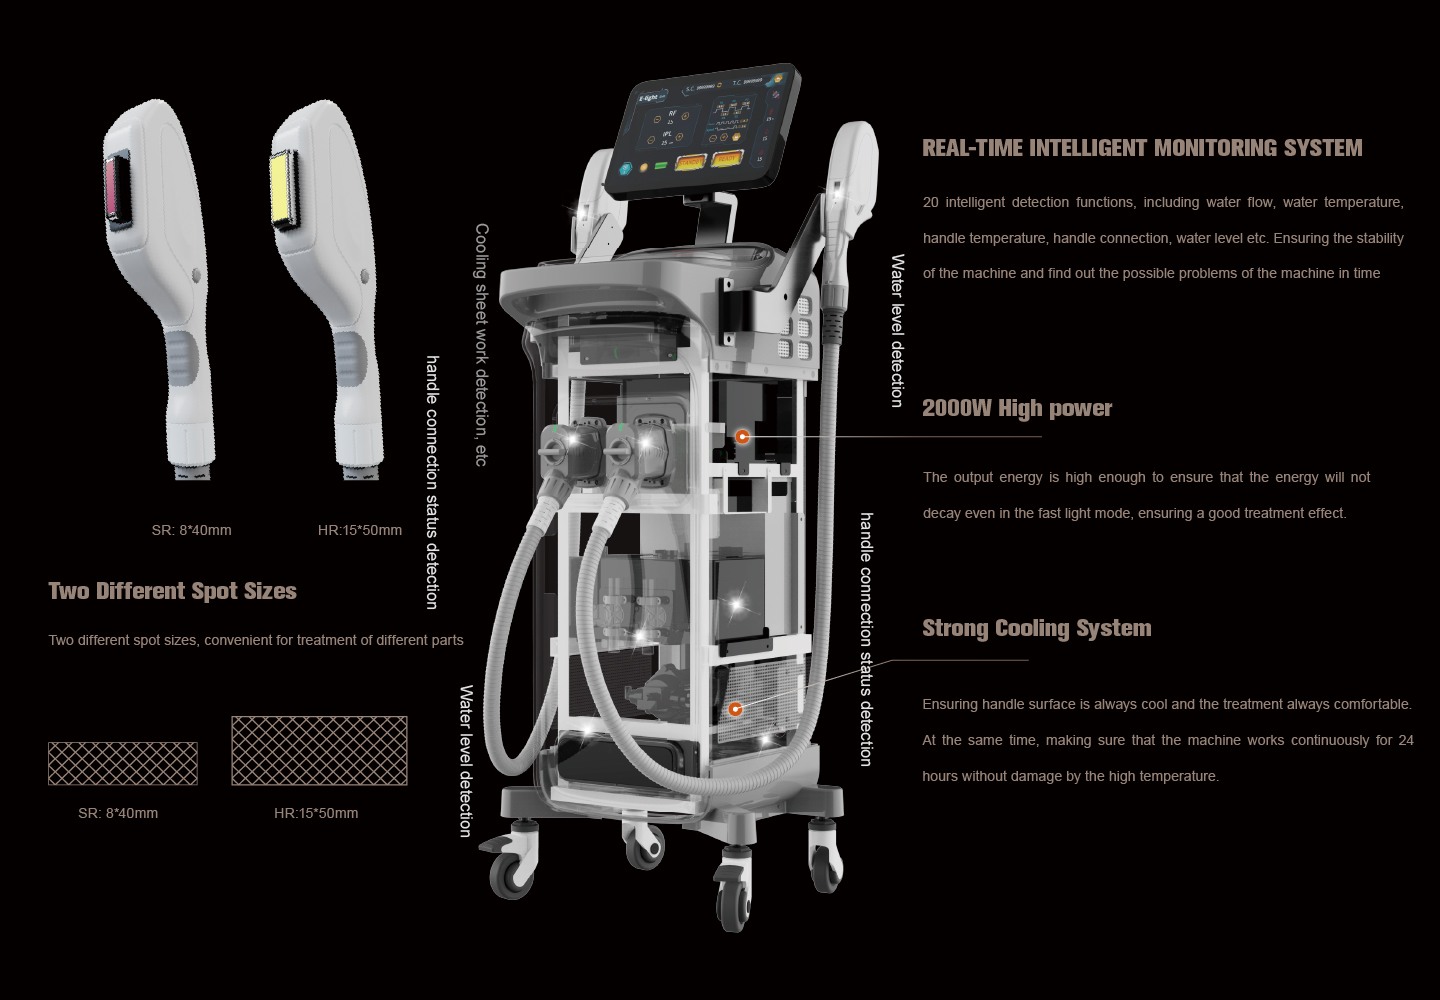 E-light
S.C.
T.C.
RF
IPL
READY
REAL-TIME INTELLIGENT MONITORING SYSTEM
20 intelligent detection functions, including water flow, water temperature,
handle temperature, handle connection, water level etc. Ensuring the stability
of the machine and find out the possible problems of the machine in time
Cooling sheet work detection, etc
handle connection status detection
Water level detection
Water level detection
handle connection status detection
2000W High power
The output energy is high enough to ensure that the energy will not
decay even in the fast light mode, ensuring a good treatment effect.
SR: 8*40mm
HR:15*50mm
Two Different Spot Sizes
Two different spot sizes, convenient for treatment of different parts
SR: 8*40mm
HR:15*50mm
Strong Cooling System
Ensuring handle surface is always cool and the treatment always comfortable.
At the same time, making sure that the machine works continuously for 24
hours without damage by the high temperature.